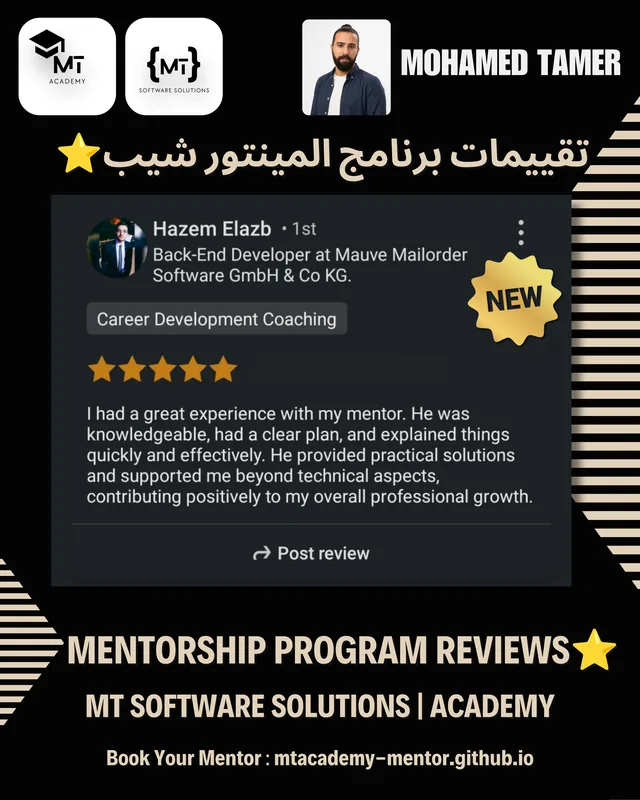 MT
ACADEMY
{MT}
SOFTWARE SOLUTIONS
MOHAMED TAMER
تقييمات برنامج المينتور شيب
Hazem Elazb • 1st
Back-End Developer at Mauve Mailorder
Software GmbH & Co KG.
NEW
Career Development Coaching
I had a great experience with my mentor. He was
knowledgeable, had a clear plan, and explained things
quickly and effectively. He provided practical solutions
and supported me beyond technical aspects,
contributing positively to my overall professional growth.
Post review
MENTORSHIP PROGRAM REVIEWS
MT SOFTWARE SOLUTIONS | ACADEMY
Book Your Mentor : mtacademy-mentor.github.io